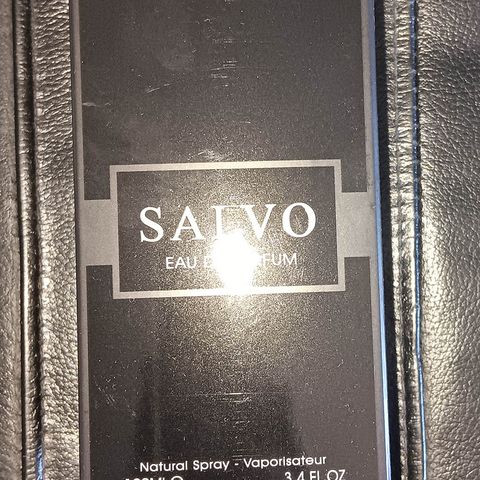 SALVO
EAU
Natural Spray - Vaporisateur
3.4 FL OZ